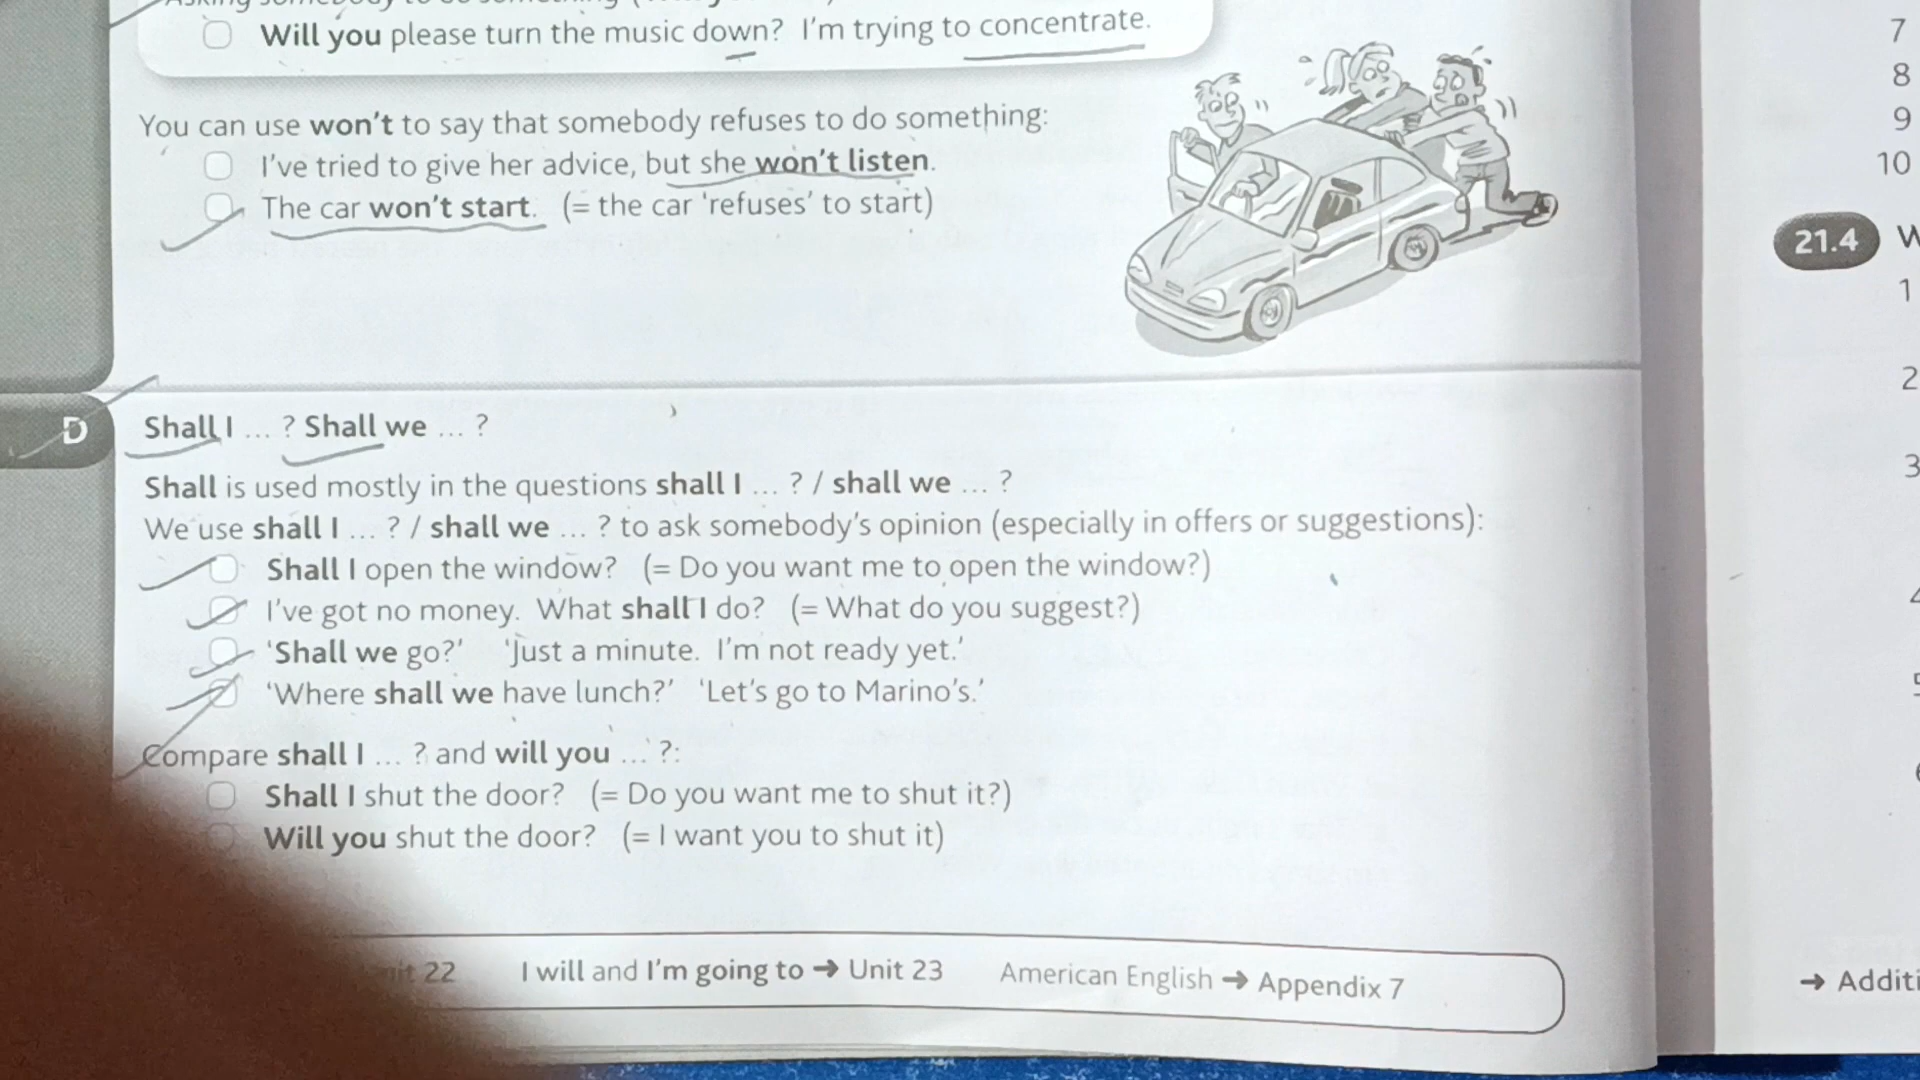 Will you please turn the music down? I'm trying to concentrate.
You can use won't to say that somebody refuses to do something:
I've tried to give her advice, but she won't listen.
The car won't start. (= the car 'refuses' to start)
D Shall I ... ? Shall we ... ?
Shall is used mostly in the questions shall I ... ? / shall we ... ?
We use shall I ... ? / shall we ... ? to ask somebody's opinion (especially in offers or suggestions):
Shall I open the window? (= Do you want me to open the window?)
I've got no money. What shall I do? (= What do you suggest?)
'Shall we go?' 'Just a minute. I'm not ready yet.'
'Where shall we have lunch?' 'Let's go to Marino's.'
Compare shall I ... ? and will you ... ?:
Shall I shut the door? (= Do you want me to shut it?)
Will you shut the door? (= I want you to shut it)
22 I will and I'm going to → Unit 23 American English → Appendix 7
7
8
9
10
21.4
1
2
3
→